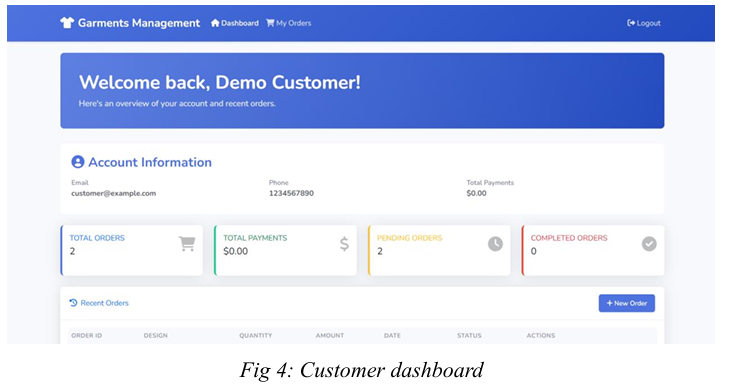 Garments Management Dashboard My Orders Logout
Welcome back, Demo Customer!
Here's an overview of your account and recent orders.
Account Information
Email Phone Total Payments
customer@example.com 1234567890 $0.00
TOTAL ORDERS TOTAL PAYMENTS PENDING ORDERS COMPLETED ORDERS
2 $0.00 2 0
Recent Orders + New Order
ORDER ID DESIGN QUANTITY AMOUNT DATE STATUS ACTIONS
Fig 4: Customer dashboard